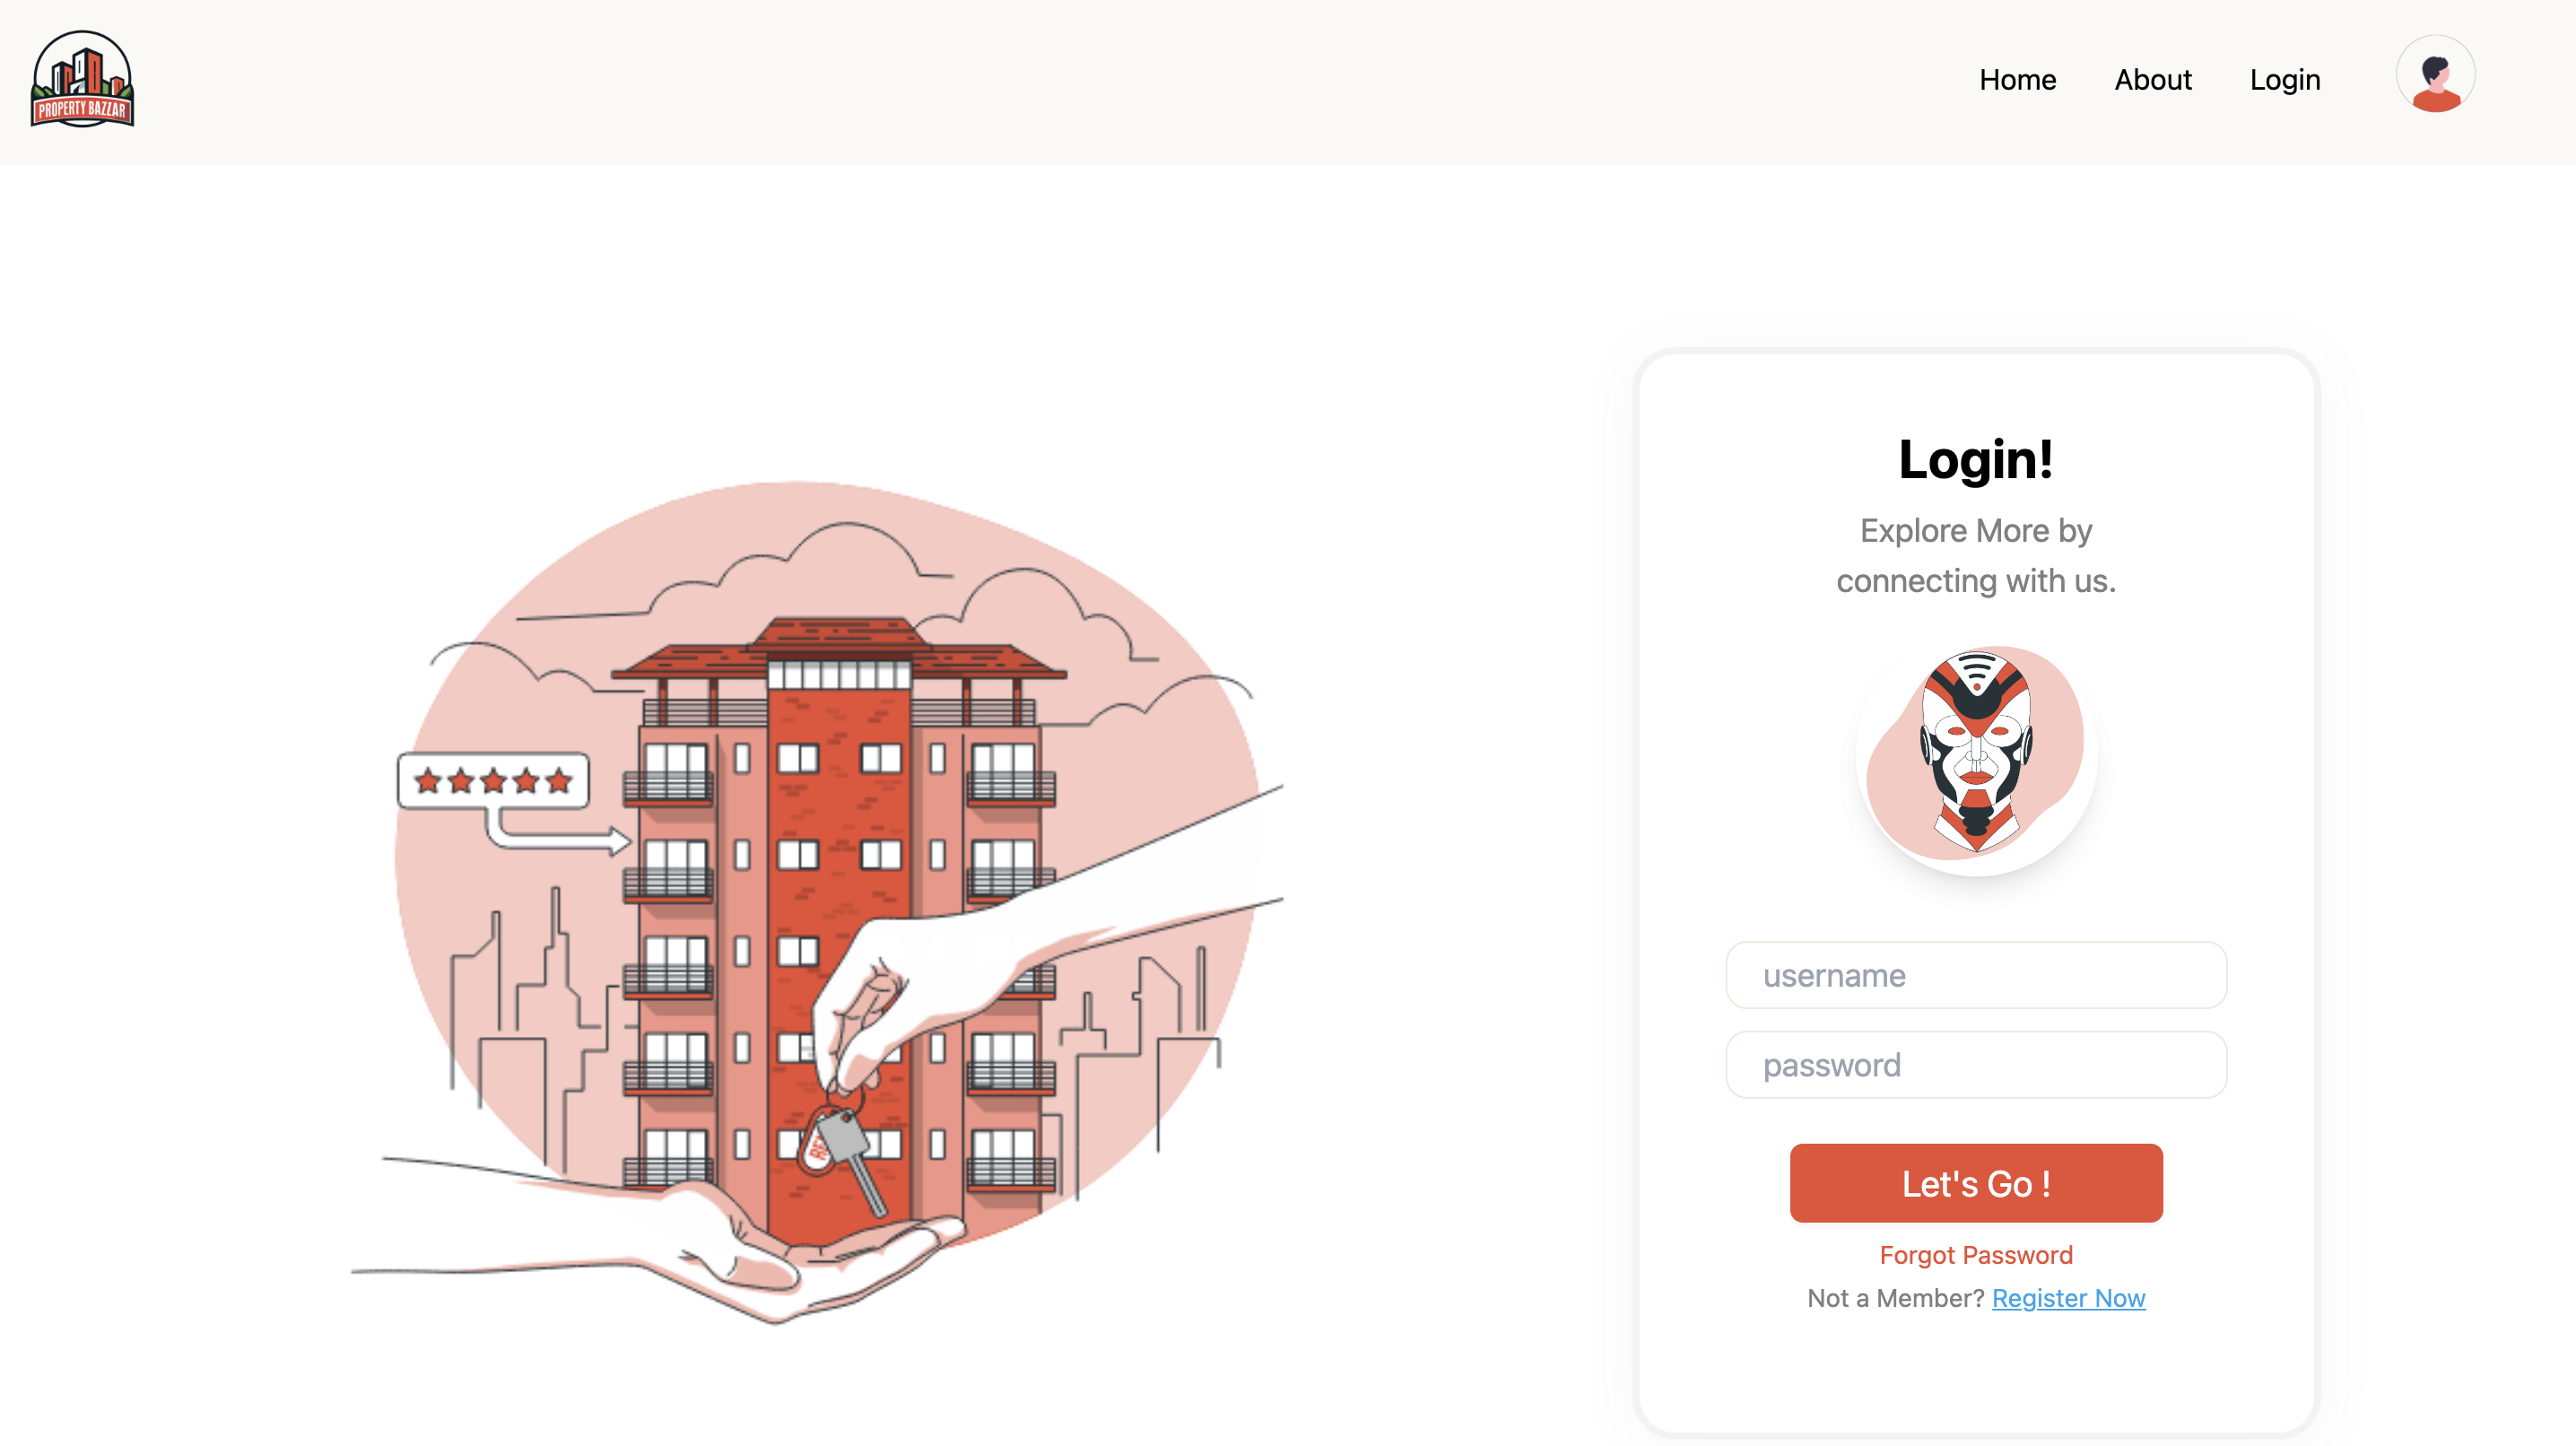 PROPERTY BAZZAR
Home
About
Login
Login!
Explore More by
connecting with us.
username
password
Let's Go !
Forgot Password
Not a Member? Register Now